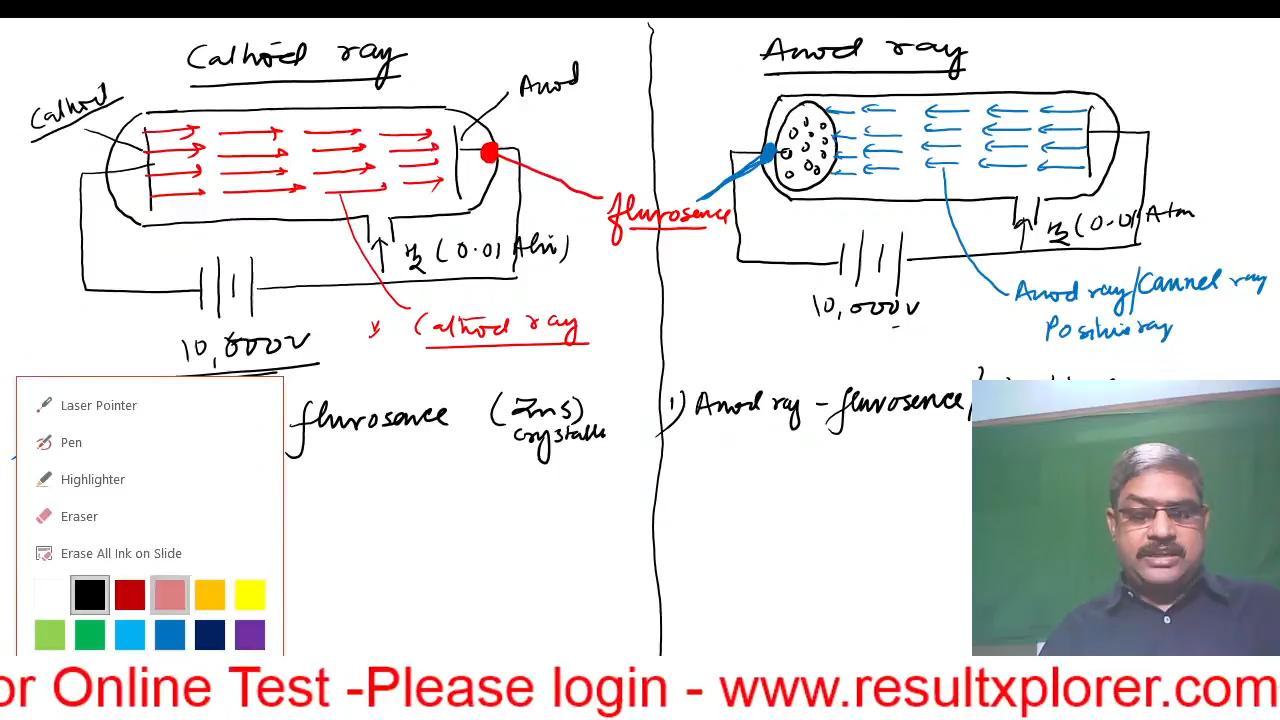 Cathod ray
Cathod
Anod
H2 (0.01 Atm)
10,000v
Cathod ray
flurosence
Anod ray
H2 (0.01) Atm
10,000v
Anod ray/Cannel ray
Positive ray
flurosence (ZnS)
crystalls
1) Anod ray - flurosence
Laser Pointer
Pen
Highlighter
Eraser
Erase All Ink on Slide
or Online Test -Please login - www.resultxplorer.com